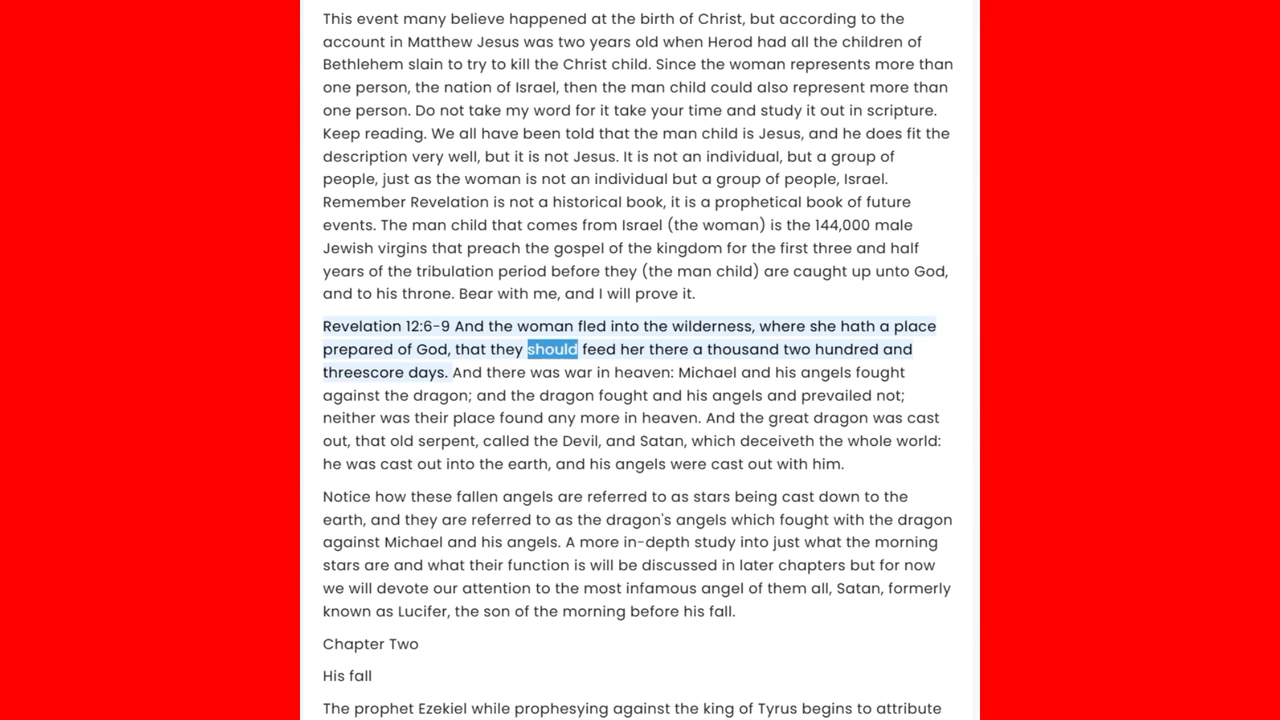 This event many believe happened at the birth of Christ, but according to the
account in Matthew Jesus was two years old when Herod had all the children of
Bethlehem slain to try to kill the Christ child. Since the woman represents more than
one person, the nation of Israel, then the man child could also represent more than
one person. Do not take my word for it take your time and study it out in scripture.
Keep reading. We all have been told that the man child is Jesus, and he does fit the
description very well, but it is not Jesus. It is not an individual, but a group of
people, just as the woman is not an individual but a group of people, Israel.
Remember Revelation is not a historical book, it is a prophetical book of future
events. The man child that comes from Israel (the woman) is the 144,000 male
Jewish virgins that preach the gospel of the kingdom for the first three and half
years of the tribulation period before they (the man child) are caught up unto God,
and to his throne. Bear with me, and I will prove it.
Revelation 12:6-9 And the woman fled into the wilderness, where she hath a place
prepared of God, that they should feed her there a thousand two hundred and
threescore days. And there was war in heaven: Michael and his angels fought
against the dragon; and the dragon fought and his angels and prevailed not;
neither was their place found any more in heaven. And the great dragon was cast
out, that old serpent, called the Devil, and Satan, which deceiveth the whole world:
he was cast out into the earth, and his angels were cast out with him.
Notice how these fallen angels are referred to as stars being cast down to the
earth, and they are referred to as the dragon's angels which fought with the dragon
against Michael and his angels. A more in-depth study into just what the morning
stars are and what their function is will be discussed in later chapters but for now
we will devote our attention to the most infamous angel of them all, Satan, formerly
known as Lucifer, the son of the morning before his fall.
Chapter Two
His fall
The prophet Ezekiel while prophesying against the king of Tyrus begins to attribute